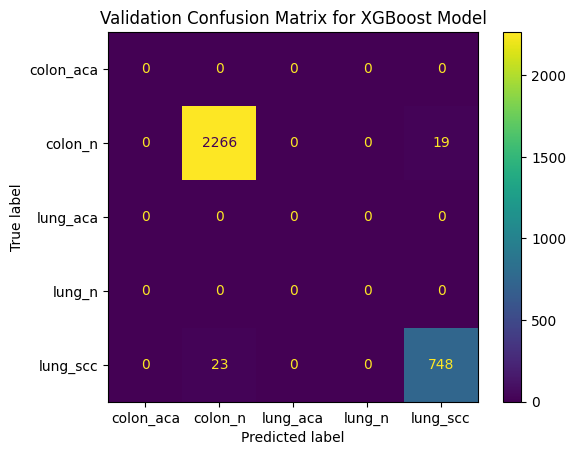 Validation Confusion Matrix for XGBoost Model
True label
colon_aca 0 0 0 0 0
colon_n 0 2266 0 0 19
lung_aca 0 0 0 0 0
lung_n 0 0 0 0 0
lung_scc 0 23 0 0 748
colon_aca colon_n lung_aca lung_n lung_scc
Predicted label
2000
1500
1000
500
0